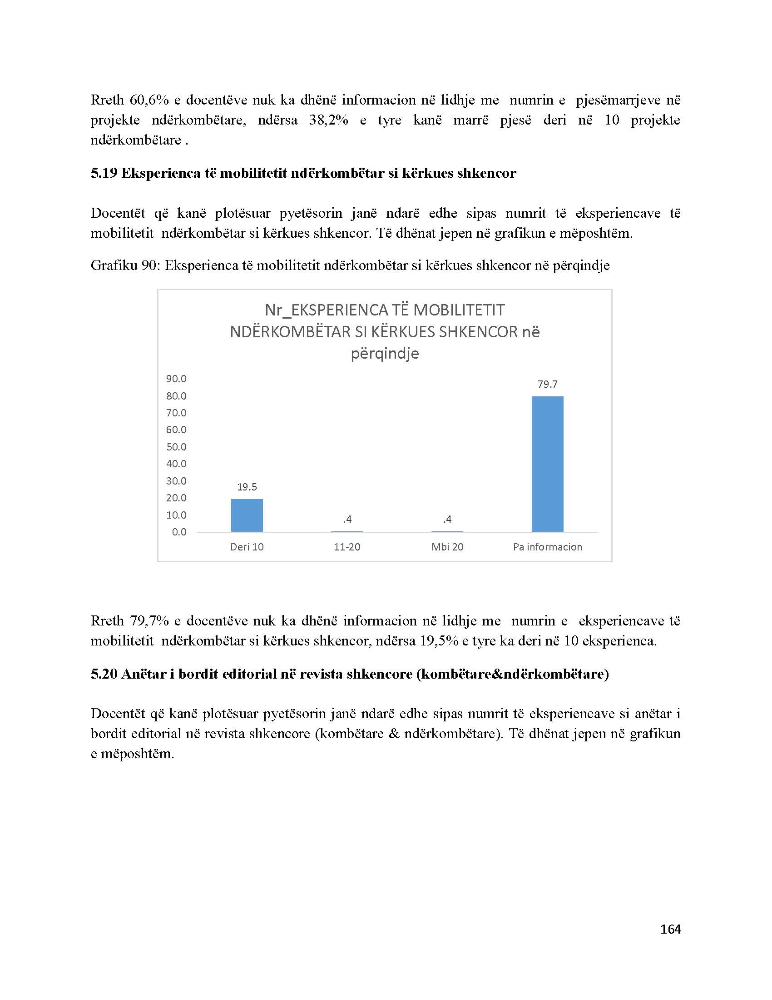 Rreth 60,6% e docentëve nuk ka dhënë informacion në lidhje me numrin e pjesëmarrjeve në
projekte ndërkombëtare, ndërsa 38,2% e tyre kanë marrë pjesë deri në 10 projekte
ndërkombëtare .
5.19 Eksperienca të mobilitetit ndërkombëtar si kërkues shkencor
Docentët që kanë plotësuar pyetësorin janë ndarë edhe sipas numrit të eksperiencave të
mobilitetit ndërkombëtar si kërkues shkencor. Të dhënat jepen në grafikun e mëposhtëm.
Grafiku 90: Eksperienca të mobilitetit ndërkombëtar si kërkues shkencor në përqindje
Nr_EKSPERIENCA TË MOBILITETIT
NDËRKOMBËTAR SI KËRKUES SHKENCOR në
përqindje
90.0
80.0
70.0
60.0
50.0
40.0
30.0
20.0
10.0
0.0
19.5
.4
.4
79.7
Deri 10
11-20
Mbi 20
Pa informacion
Rreth 79,7% e docentëve nuk ka dhënë informacion në lidhje me numrin e eksperiencave të
mobilitetit ndërkombëtar si kërkues shkencor, ndërsa 19,5% e tyre ka deri në 10 eksperienca.
5.20 Anëtar i bordit editorial në revista shkencore (kombëtare&ndërkombëtare)
Docentët që kanë plotësuar pyetësorin janë ndarë edhe sipas numrit të eksperiencave si anëtar i
bordit editorial në revista shkencore (kombëtare & ndërkombëtare). Të dhënat jepen në grafikun
e mëposhtëm.
164